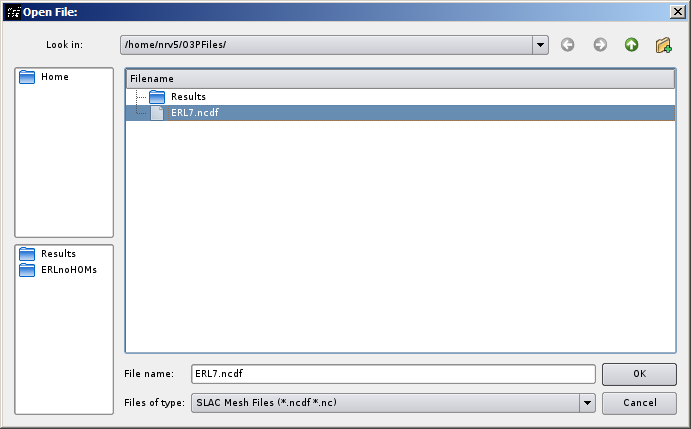 Open File:
Look in: /home/nrv5/O3PFiles/
Home
Filename
Results
ERL7.ncdf
Results
ERLnoHOMs
File name: ERL7.ncdf OK
Files of type: SLAC Mesh Files (*.ncdf *.nc) Cancel